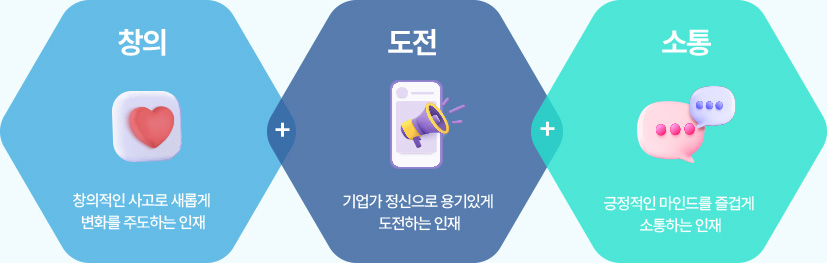 창의
창의적인 사고로 새롭게
변화를 주도하는 인재
+
도전
기업가 정신으로 용기있게
도전하는 인재
+
소통
긍정적인 마인드를 즐겁게
소통하는 인재